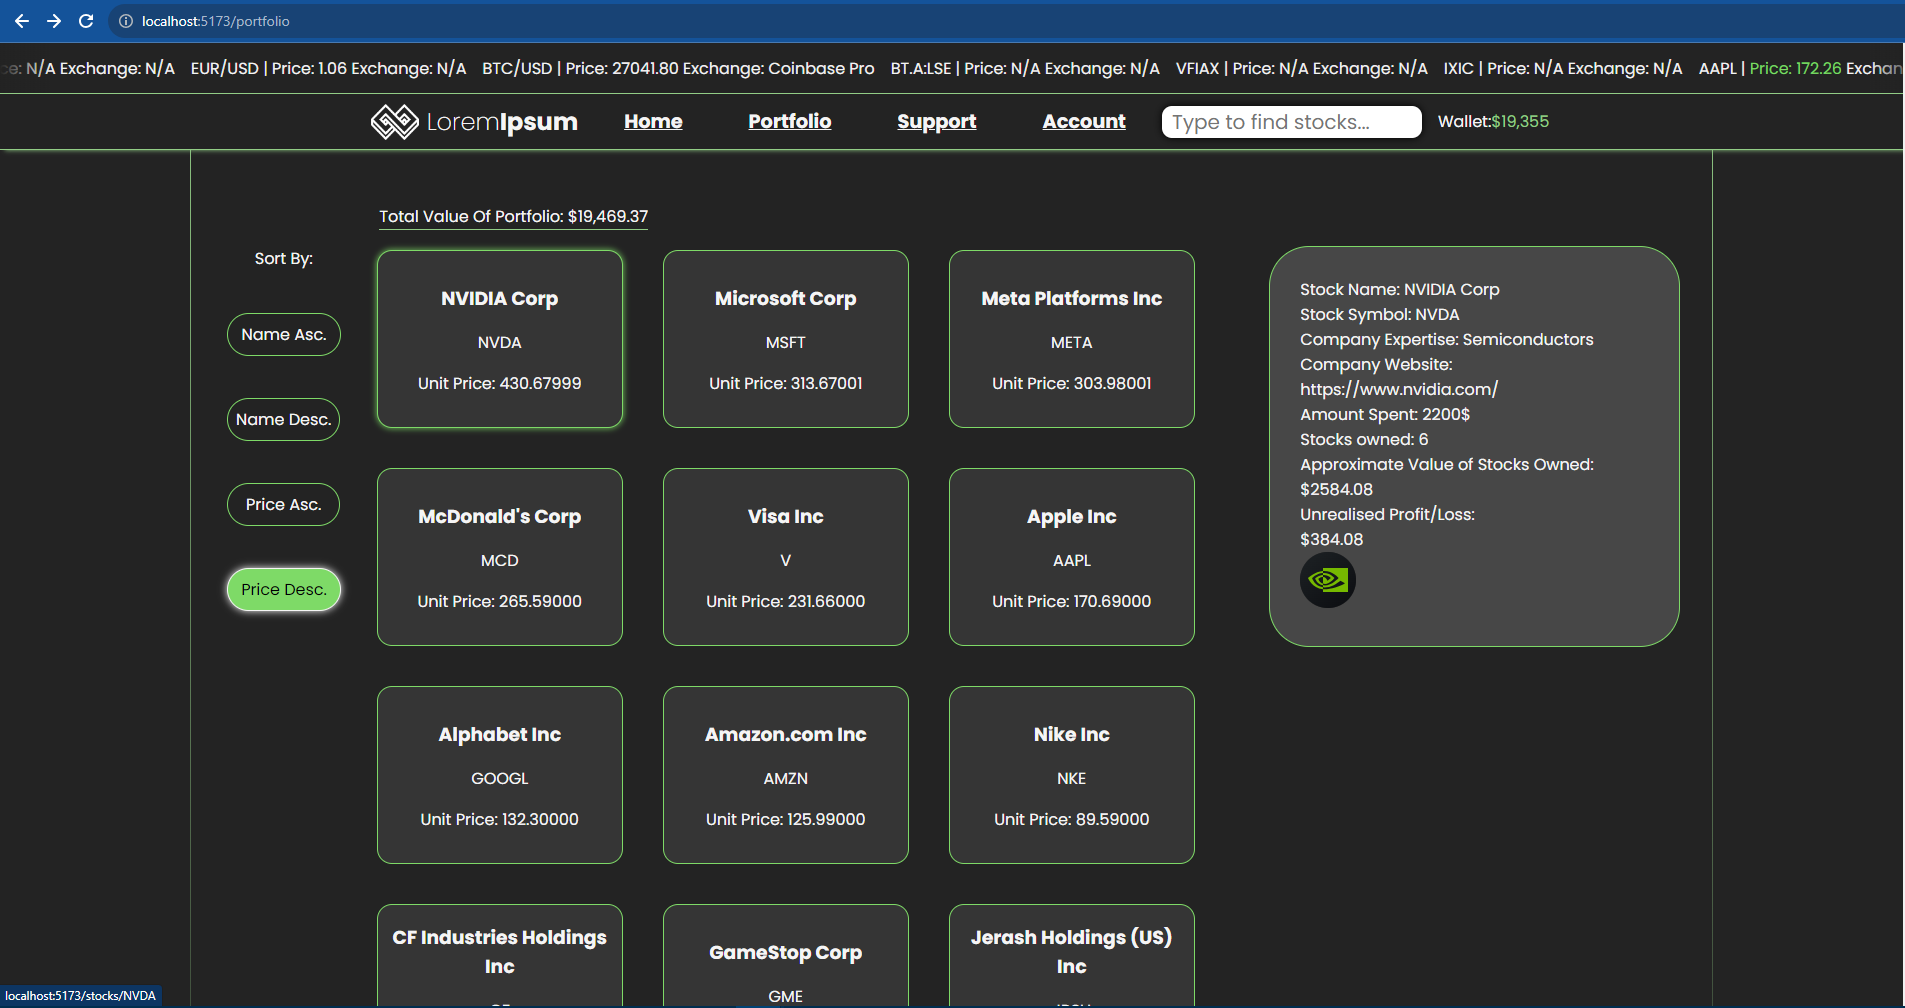 localhost:5173/portfolio
ce: N/A Exchange: N/A EUR/USD | Price: 1.06 Exchange: N/A BTC/USD | Price: 27041.80 Exchange: Coinbase Pro BT.A:LSE | Price: N/A Exchange: N/A VFIAX | Price: N/A Exchange: N/A IXIC | Price: N/A Exchange: N/A AAPL | Price: 172.26 Exchan
LoremIpsum Home Portfolio Support Account Type to find stocks... Wallet:$19,355
Total Value Of Portfolio: $19,469.37
Sort By:
Name Asc.
Name Desc.
Price Asc.
Price Desc.
NVIDIA Corp
NVDA
Unit Price: 430.67999
Microsoft Corp
MSFT
Unit Price: 313.67001
Meta Platforms Inc
META
Unit Price: 303.98001
McDonald's Corp
MCD
Unit Price: 265.59000
Visa Inc
V
Unit Price: 231.66000
Apple Inc
AAPL
Unit Price: 170.69000
Alphabet Inc
GOOGL
Unit Price: 132.30000
Amazon.com Inc
AMZN
Unit Price: 125.99000
Nike Inc
NKE
Unit Price: 89.59000
CF Industries Holdings
Inc
GameStop Corp
GME
Jerash Holdings (US)
Inc
Stock Name: NVIDIA Corp
Stock Symbol: NVDA
Company Expertise: Semiconductors
Company Website:
https://www.nvidia.com/
Amount Spent: 2200$
Stocks owned: 6
Approximate Value of Stocks Owned:
$2584.08
Unrealised Profit/Loss:
$384.08
localhost:5173/stocks/NVDA